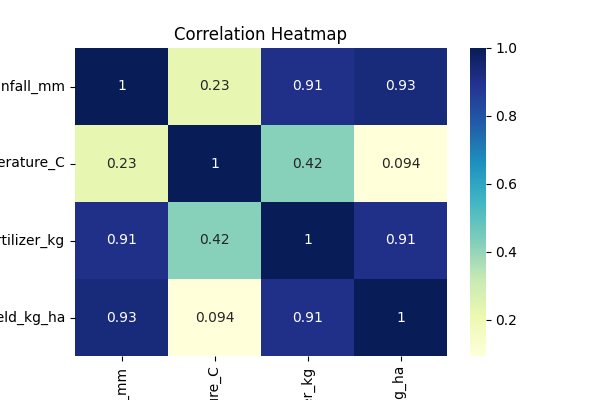 Correlation Heatmap
nfall_mm 1 0.23 0.91 0.93 1.0
0.8
erature_C 0.23 1 0.42 0.094
0.6
rtilizer_kg 0.91 0.42 1 0.91
0.4
eld_kg_ha 0.93 0.094 0.91 1
0.2
_mm
ure_C
er_kg
g_ha